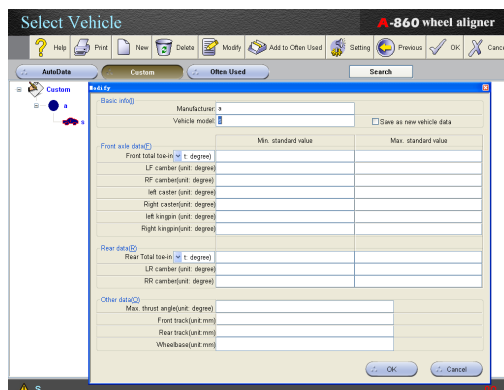 Select Vehicle
A-860 wheel aligner
Help Print New Delete Modify Add to Often Used Setting Previous OK Cance
AutoData Custom Often Used Search
Custom
a
s
Modify
Basic info(I)
Manufacturer: a
Vehicle model: s
Save as new vehicle data
Min. standard value Max. standard value
Front axle data(F)
Front total toe-in t: degree)
LF camber (unit: degree)
RF camber(unit: degree)
left caster (unit: degree)
Right caster(unit: degree)
left kingpin (unit: degree)
Right kingpin(unit: degree)
Rear data(R)
Rear Total toe-in t: degree)
LR camber (unit: degree)
RR camber(unit: degree)
Other data(O)
Max. thrust angle(unit: degree)
Front track(unit:mm)
Rear track(unit:mm)
Wheelbase(unit:mm)
OK Cancel